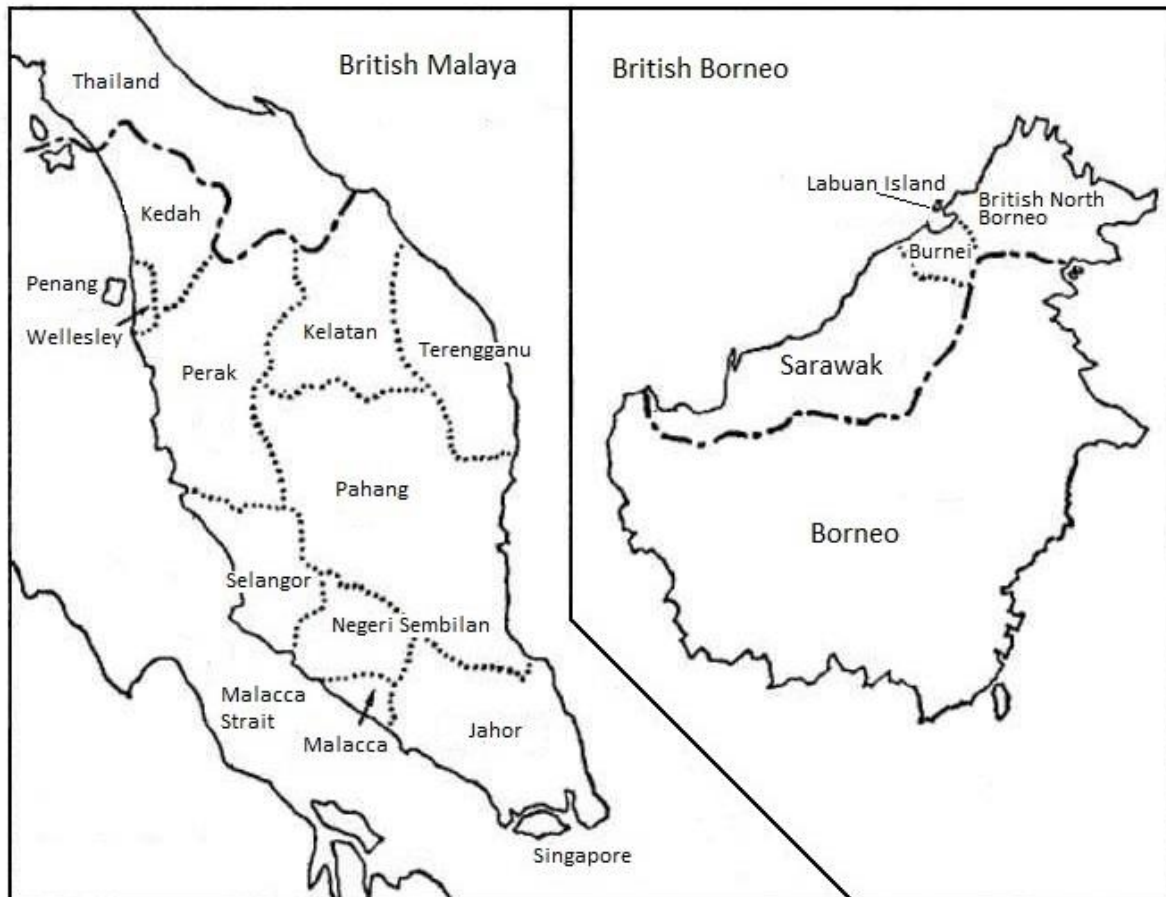 British Malaya
Thailand
Kedah
Penang
Wellesley
Kelatan
Terengganu
Perak
Pahang
Selangor
Negeri Sembilan
Malacca
Strait
Malacca
Jahor
Singapore
British Borneo
Labuan Island
British North
Borneo
Burnei
Sarawak
Borneo